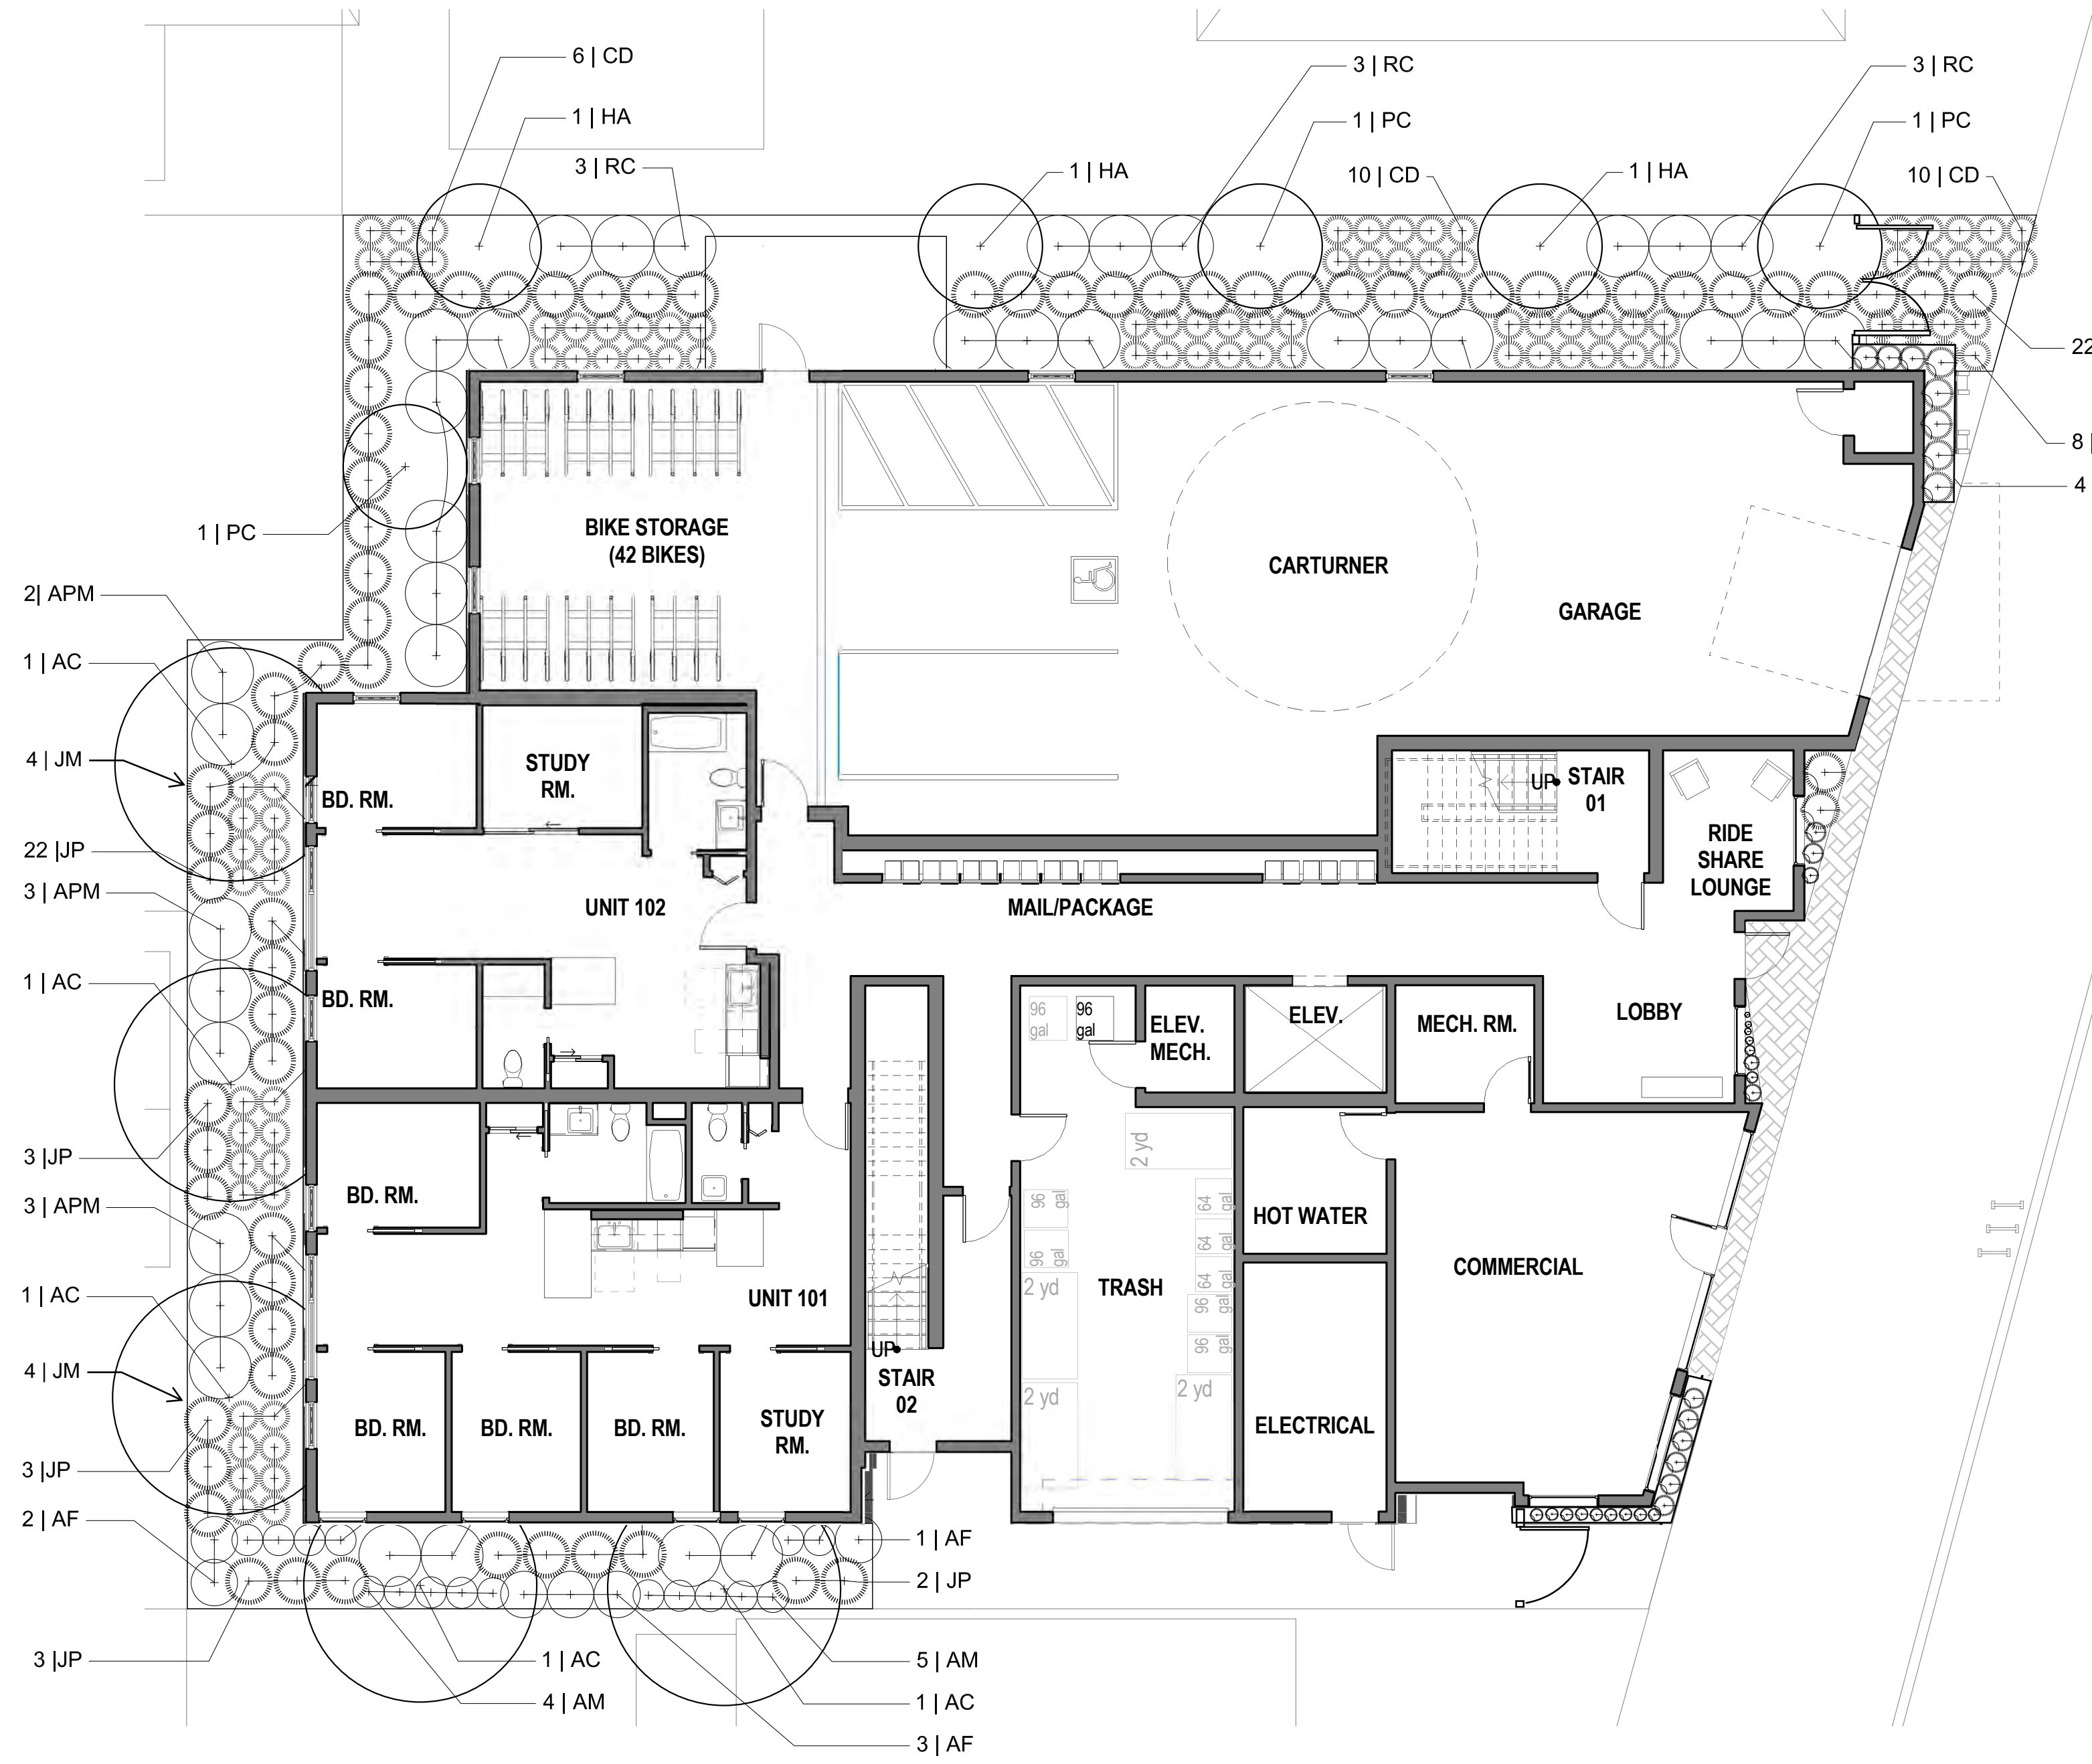 6 | CD
1 | HA
3 | RC
3 | RC
1 | PC
1 | HA
10 | CD
3 | RC
1 | PC
1 | HA
10 | CD
22
8 |
4
1 | PC
2| APM
1 | AC
4 | JM
22 |JP
3 | APM
1 | AC
3 |JP
3 | APM
1 | AC
4 | JM
3 |JP
2 | AF
3 |JP
BIKE STORAGE
(42 BIKES)
CARTURNER
GARAGE
BD. RM.
STUDY
RM.
UP
STAIR
01
RIDE
SHARE
LOUNGE
UNIT 102
MAIL/PACKAGE
BD. RM.
96
gal
96
gal
ELEV.
MECH.
ELEV.
MECH. RM.
LOBBY
BD. RM.
2 yd
96
gal
96
gal
2 yd
2 yd
64
gal
64
gal
64
gal
96
gal
96
gal
2 yd
TRASH
HOT WATER
COMMERCIAL
UNIT 101
UP
STAIR
02
BD. RM.
BD. RM.
BD. RM.
STUDY
RM.
ELECTRICAL
1 | AF
2 | JP
1 | AC
4 | AM
5 | AM
1 | AC
3 | AF